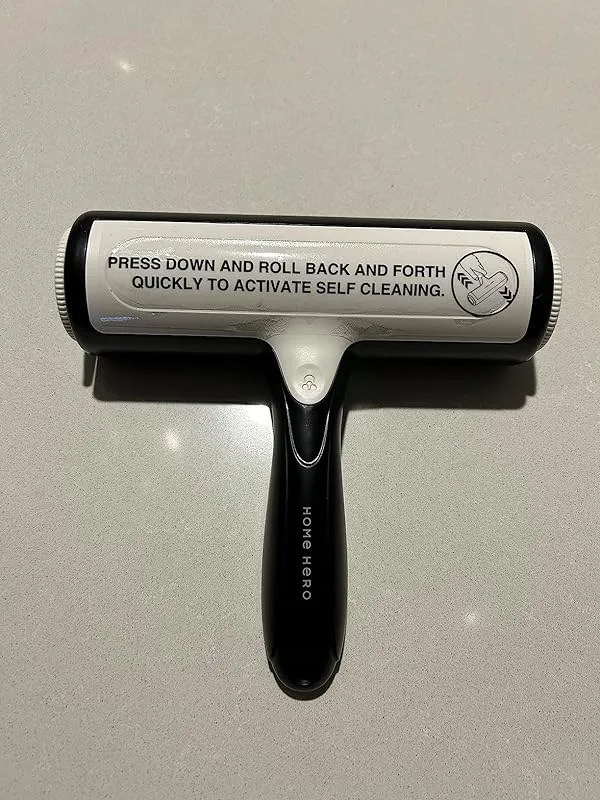 PRESS DOWN AND ROLL BACK AND FORTH
QUICKLY TO ACTIVATE SELF CLEANING.
HOMe HeRO